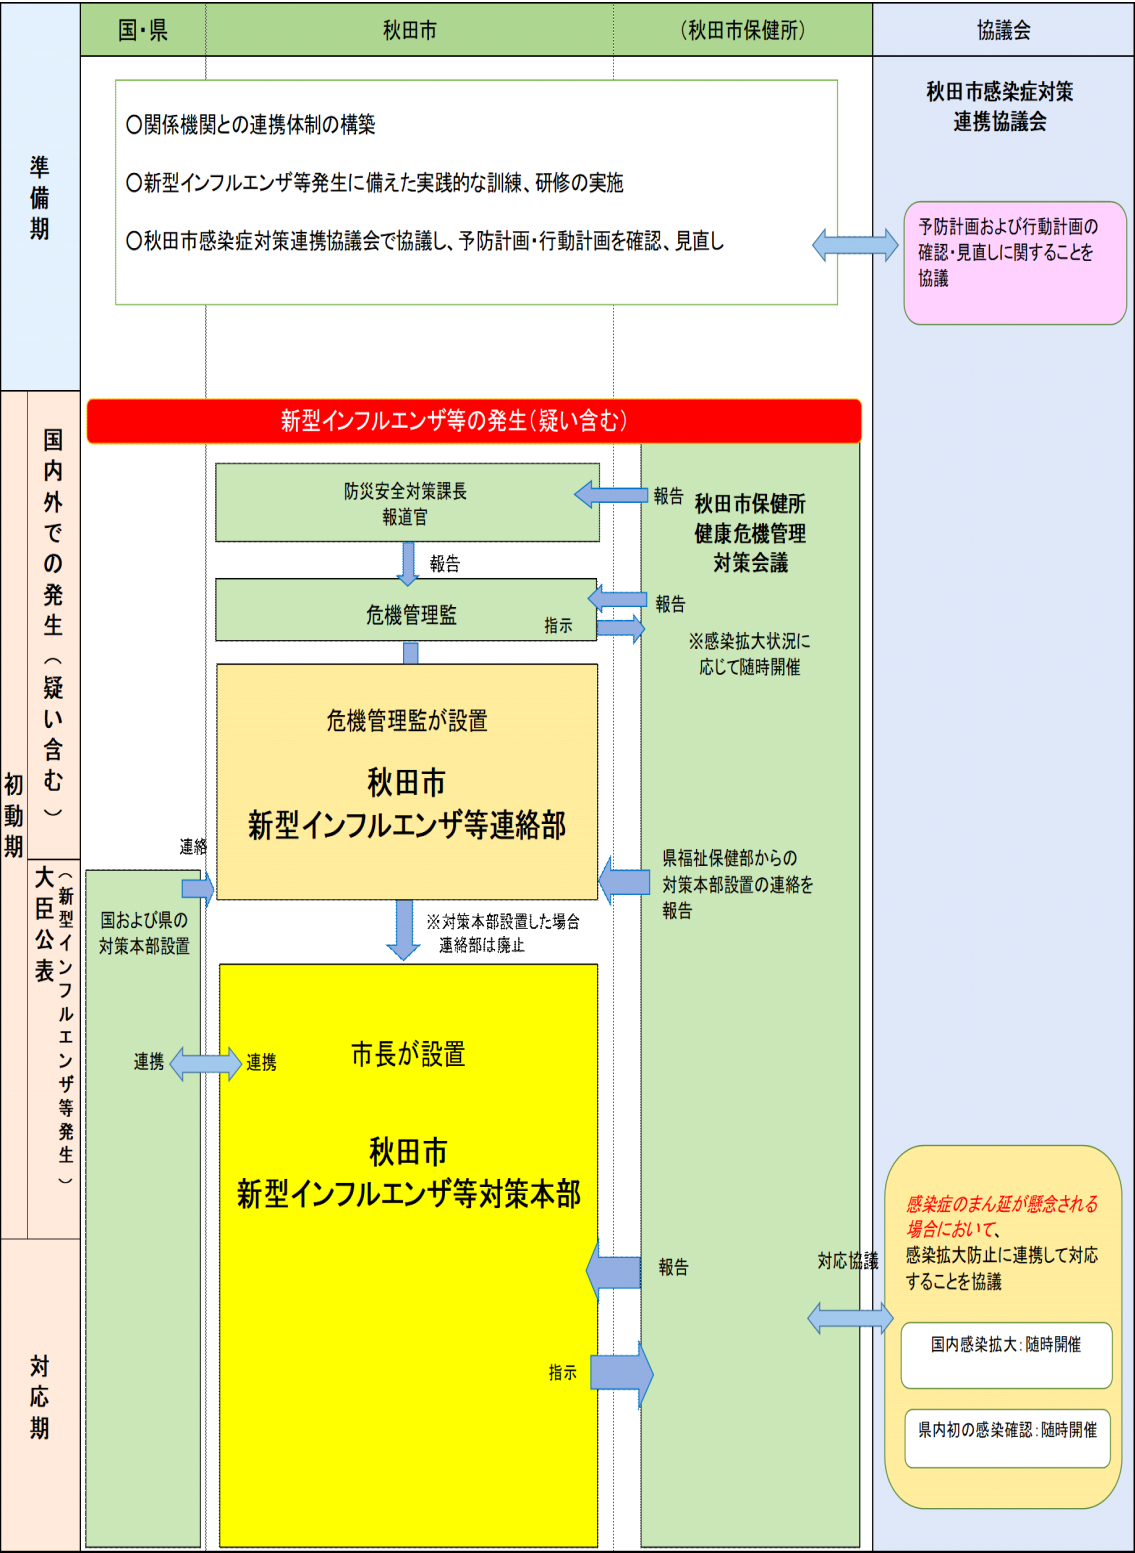 国・県
秋田市
（秋田市保健所）
協議会
準備期
〇関係機関との連携体制の構築
〇新型インフルエンザ等発生に備えた実践的な訓練、研修の実施
〇秋田市感染症対策連携協議会で協議し、予防計画・行動計画を確認、見直し
秋田市感染症対策
連携協議会
予防計画および行動計画の
確認・見直しに関することを
協議
初動期
国内外での発生（疑い含む）
新型インフルエンザ等の発生（疑い含む）
防災安全対策課長
報道官
報告
秋田市保健所
健康危機管理
対策会議
報告
危機管理監
報告
指示
※感染拡大状況に
応じて随時開催
危機管理監が設置
秋田市
新型インフルエンザ等連絡部
連絡
大臣公表
（新型インフルエンザ等発生）
国および県の
対策本部設置
県福祉保健部からの
対策本部設置の連絡を
報告
※対策本部設置した場合
連絡部は廃止
連携
連携
市長が設置
秋田市
新型インフルエンザ等対策本部
対応期
報告
指示
対応協議
感染症のまん延が懸念される
場合において、
感染拡大防止に連携して対応
することを協議
国内感染拡大：随時開催
県内初の感染確認：随時開催